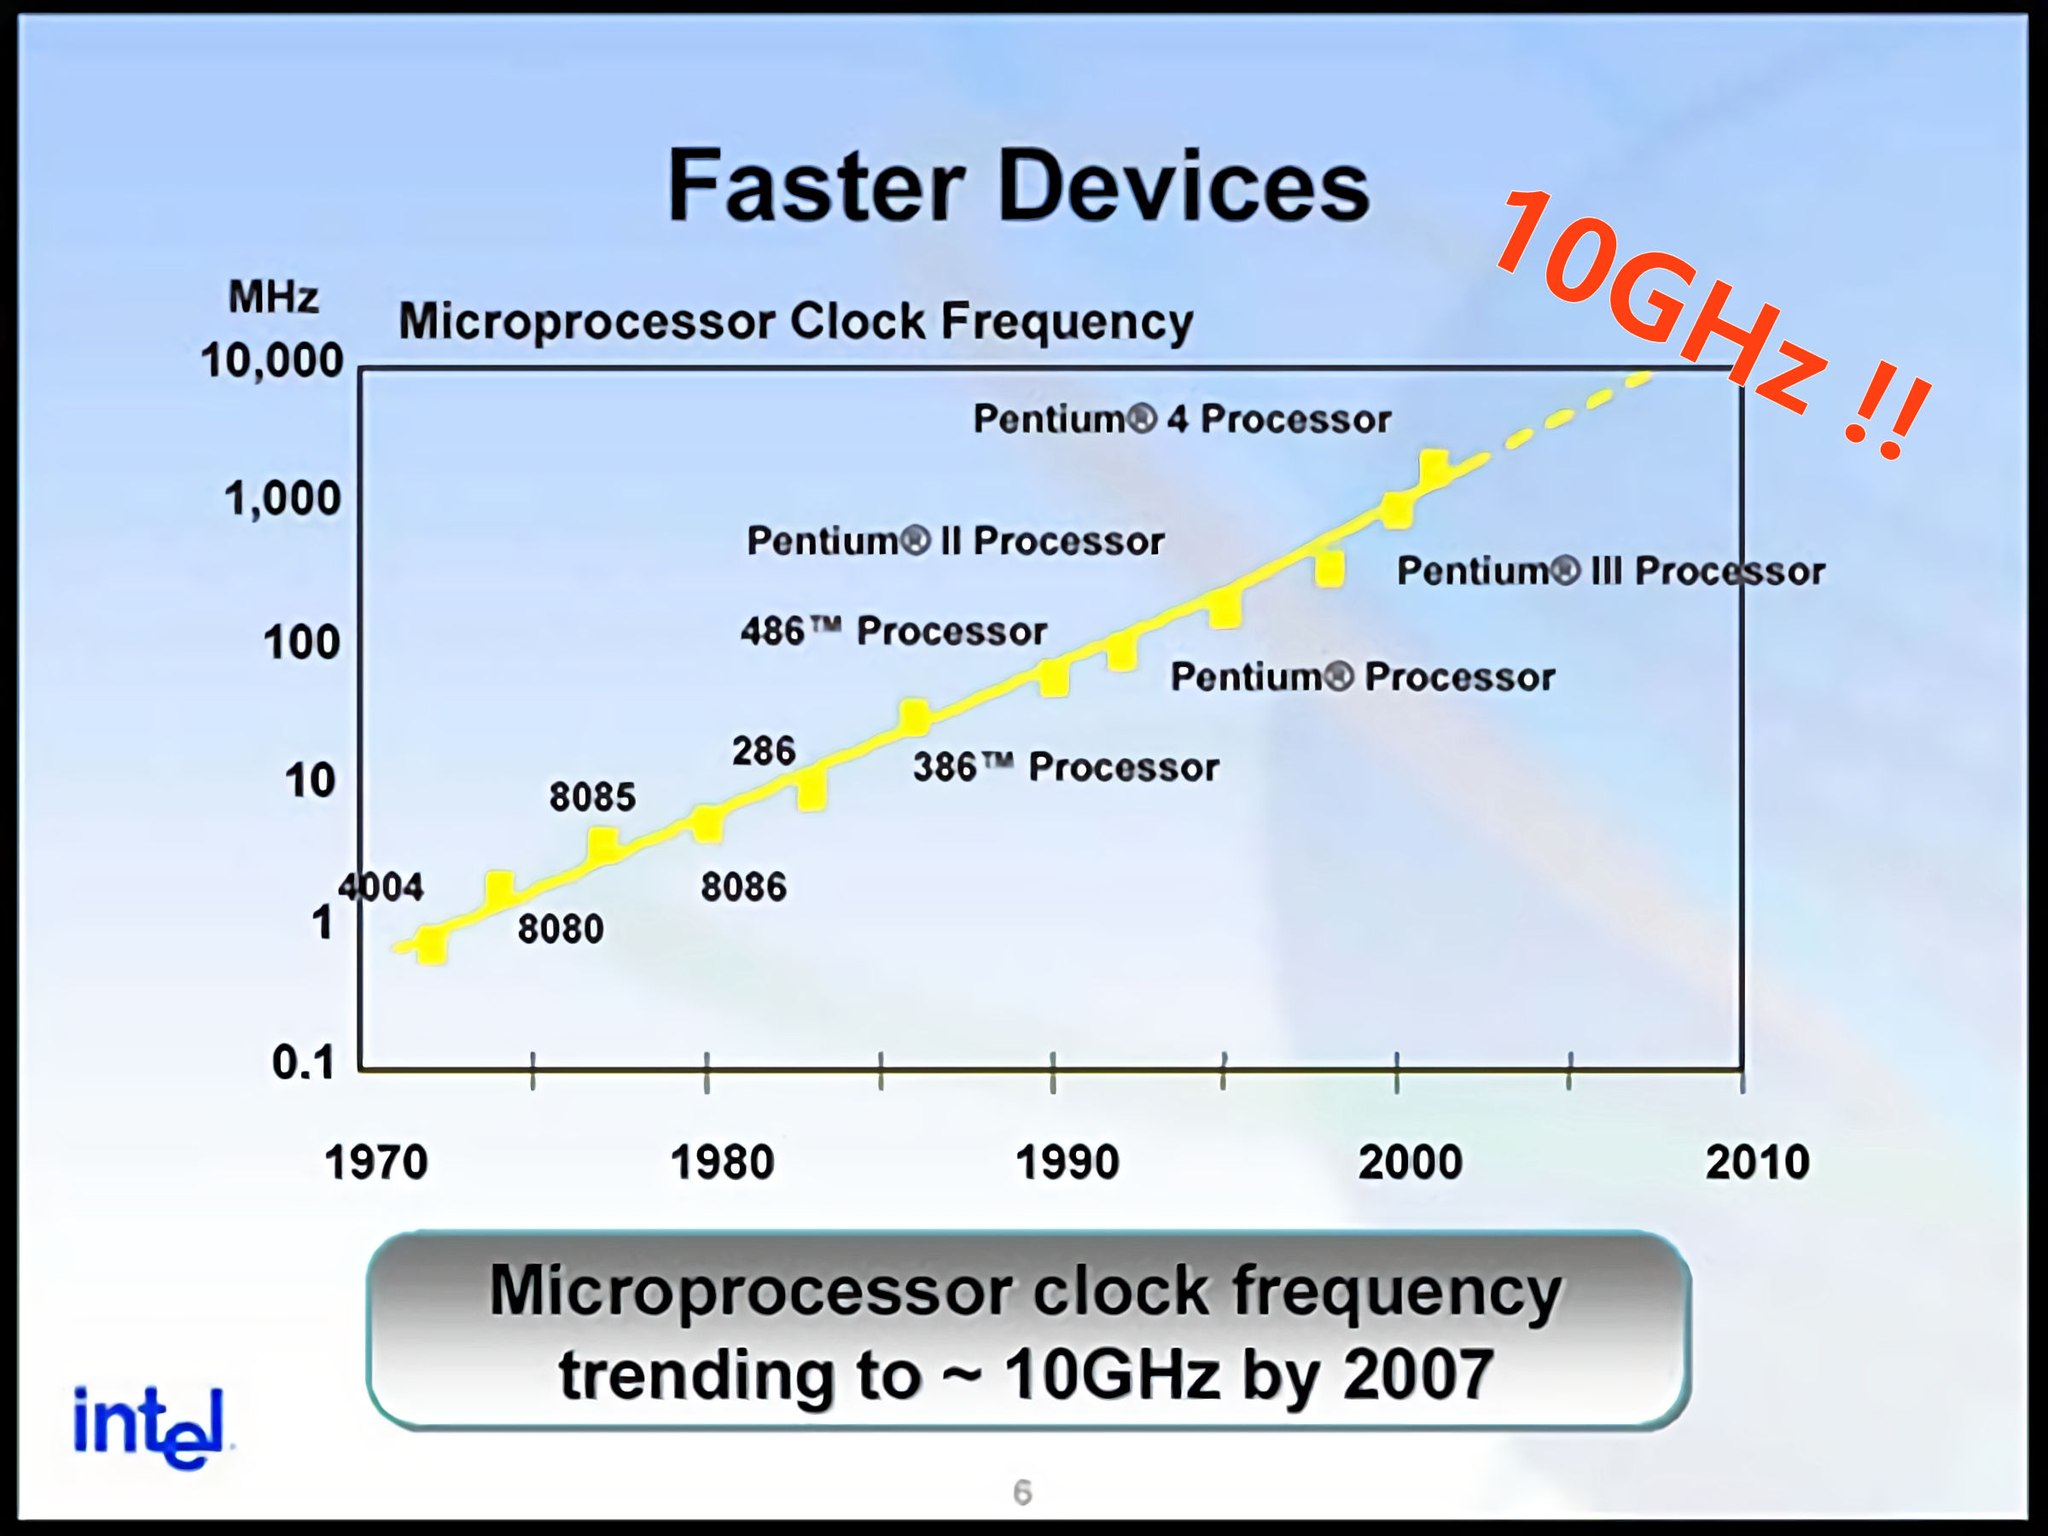 Faster Devices
10GHz !!
MHz
Microprocessor Clock Frequency
10,000
Pentium® 4 Processor
1,000
Pentium® II Processor
Pentium® III Processor
486™ Processor
100
Pentium® Processor
286
386™ Processor
10
8085
4004
8086
1
8080
0.1
1970 1980 1990 2000 2010
Microprocessor clock frequency
trending to ~ 10GHz by 2007
intel
6